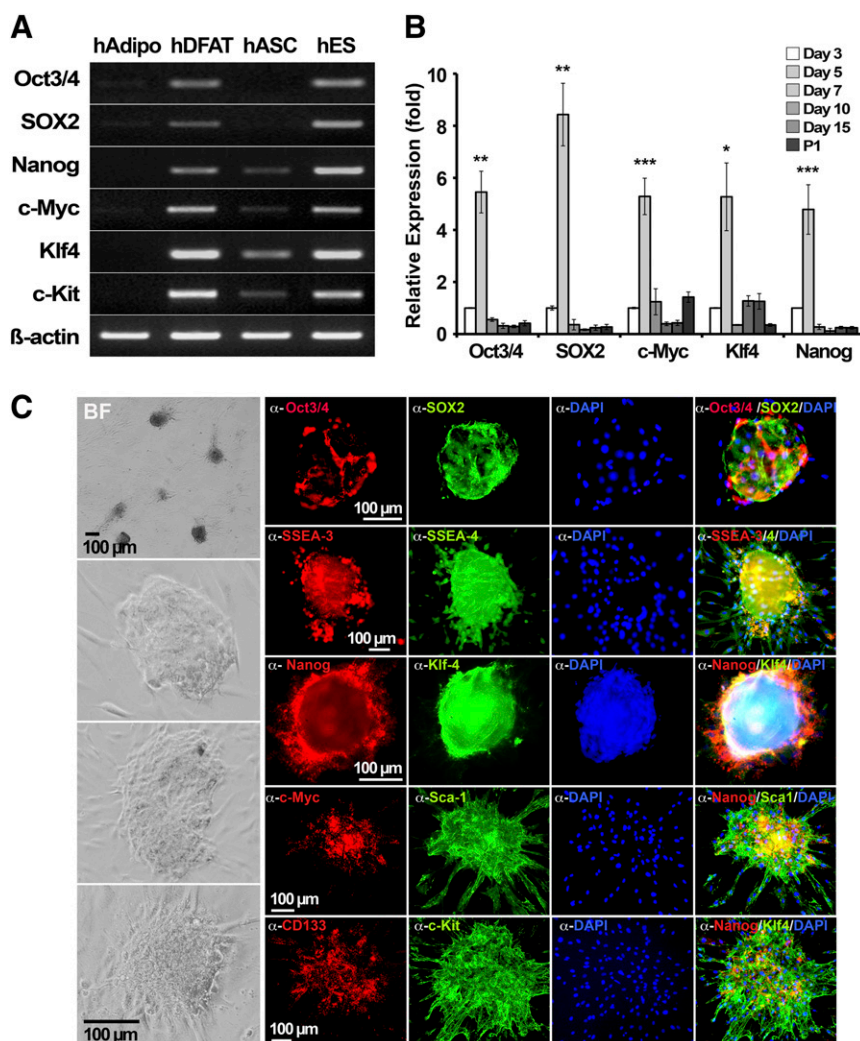 A
hAdipo hDFAT hASC hES
Oct3/4
SOX2
Nanog
c-Myc
Klf4
c-Kit
ß-actin
B
Relative Expression (fold)
10
8
6
4
2
0
** ** *** * ***
Day 3
Day 5
Day 7
Day 10
Day 15
P1
Oct3/4 SOX2 c-Myc Klf4 Nanog
C
BF
100 µm
100 µm
α-Oct3/4 α-SOX2 α-DAPI α-Oct3/4/SOX2/DAPI
100 µm
α-SSEA-3 α-SSEA-4 α-DAPI α-SSEA-3/4/DAPI
100 µm
α-Nanog α-Klf-4 α-DAPI α-Nanog/Klf4/DAPI
100 µm
α-c-Myc α-Sca-1 α-DAPI α-Nanog/Sca1/DAPI
100 µm
α-CD133 α-c-Kit α-DAPI α-Nanog/Klf4/DAPI
100 µm